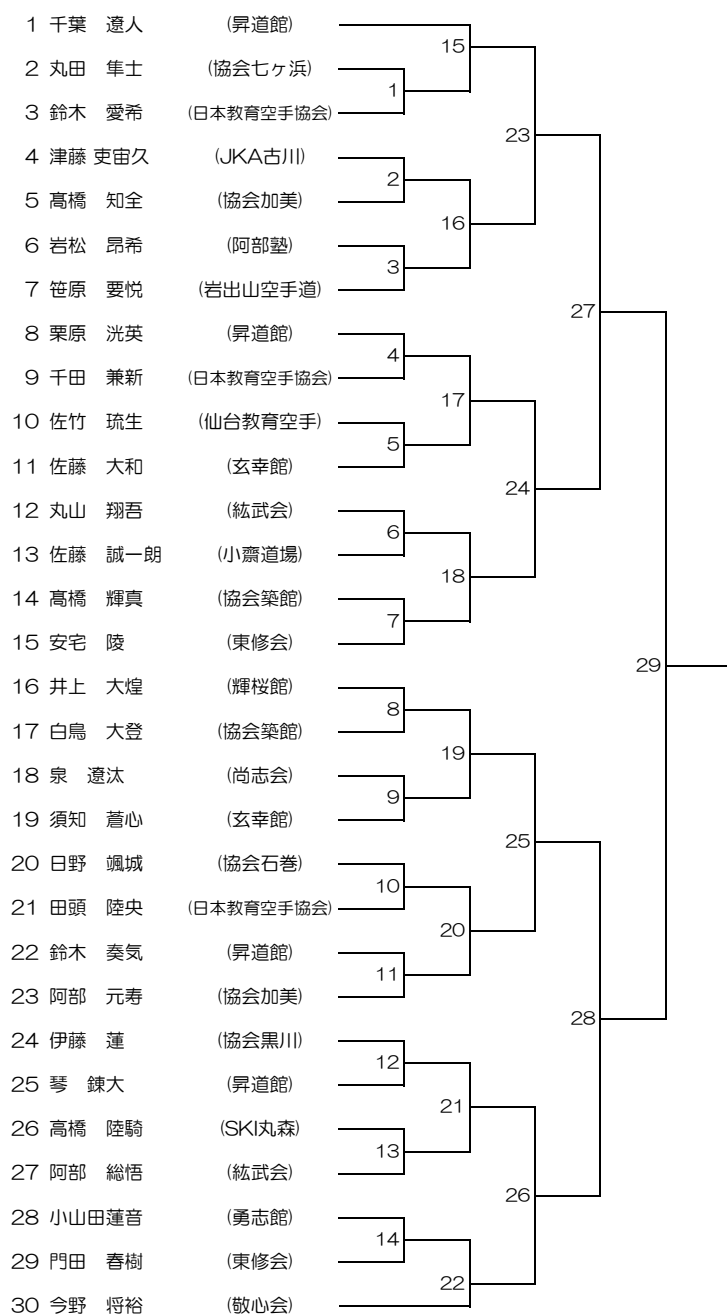 1 千葉　遼人 (昇道館)
2 丸田　隼士 (協会七ヶ浜)
3 鈴木　愛希 (日本教育空手協会)
4 津藤 吏宙久 (JKA古川)
5 髙橋　知全 (協会加美)
6 岩松　昂希 (阿部塾)
7 笹原　要悦 (岩出山空手道)
8 栗原　洸英 (昇道館)
9 千田　兼新 (日本教育空手協会)
10 佐竹　琉生 (仙台教育空手)
11 佐藤　大和 (玄幸館)
12 丸山　翔吾 (紘武会)
13 佐藤　誠一朗 (小齋道場)
14 髙橋　輝真 (協会築館)
15 安宅　陵 (東修会)
16 井上　大煌 (輝桜館)
17 白鳥　大登 (協会築館)
18 泉　遼汰 (尚志会)
19 須知　蒼心 (玄幸館)
20 日野　颯城 (協会石巻)
21 田頭　陸央 (日本教育空手協会)
22 鈴木　奏気 (昇道館)
23 阿部　元寿 (協会加美)
24 伊藤　蓮 (協会黒川)
25 琴　錬大 (昇道館)
26 高橋　陸騎 (SKI丸森)
27 阿部　総悟 (紘武会)
28 小山田蓮音 (勇志館)
29 門田　春樹 (東修会)
30 今野　将裕 (敬心会)
1
2
3
4
5
6
7
8
9
10
11
12
13
14
15
16
17
18
19
20
21
22
23
24
25
26
27
28
29